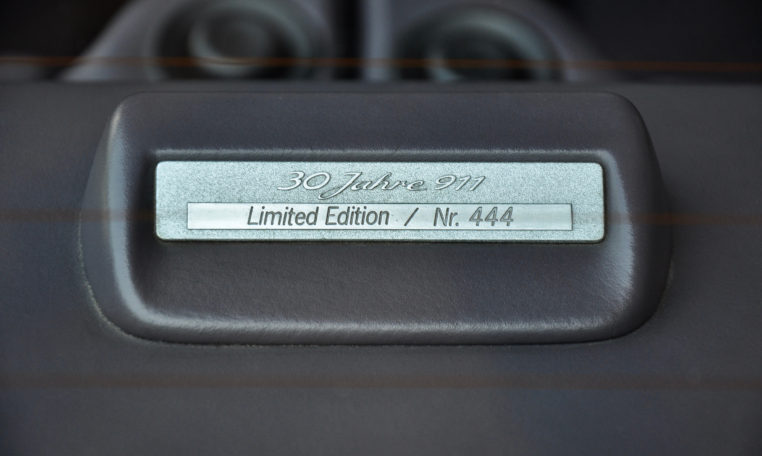 30 Jahre 911
Limited Edition / Nr. 444